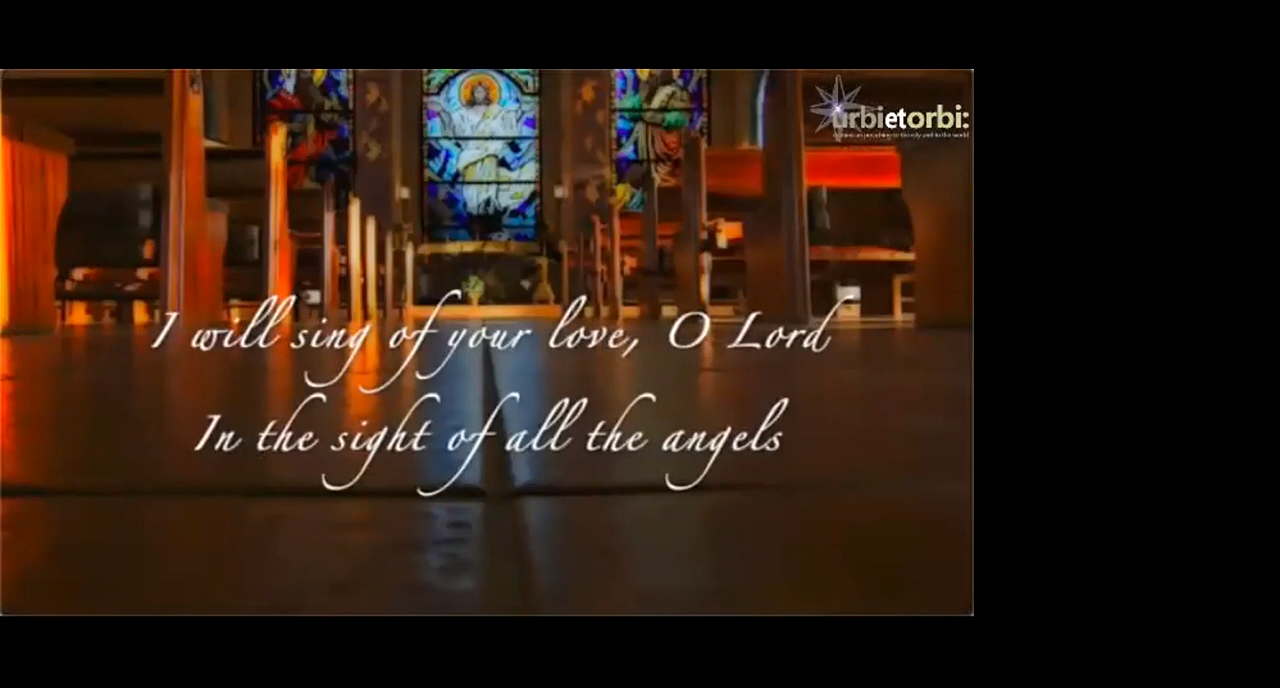 urbietorbi:
I will sing of your love, O Lord
In the sight of all the angels